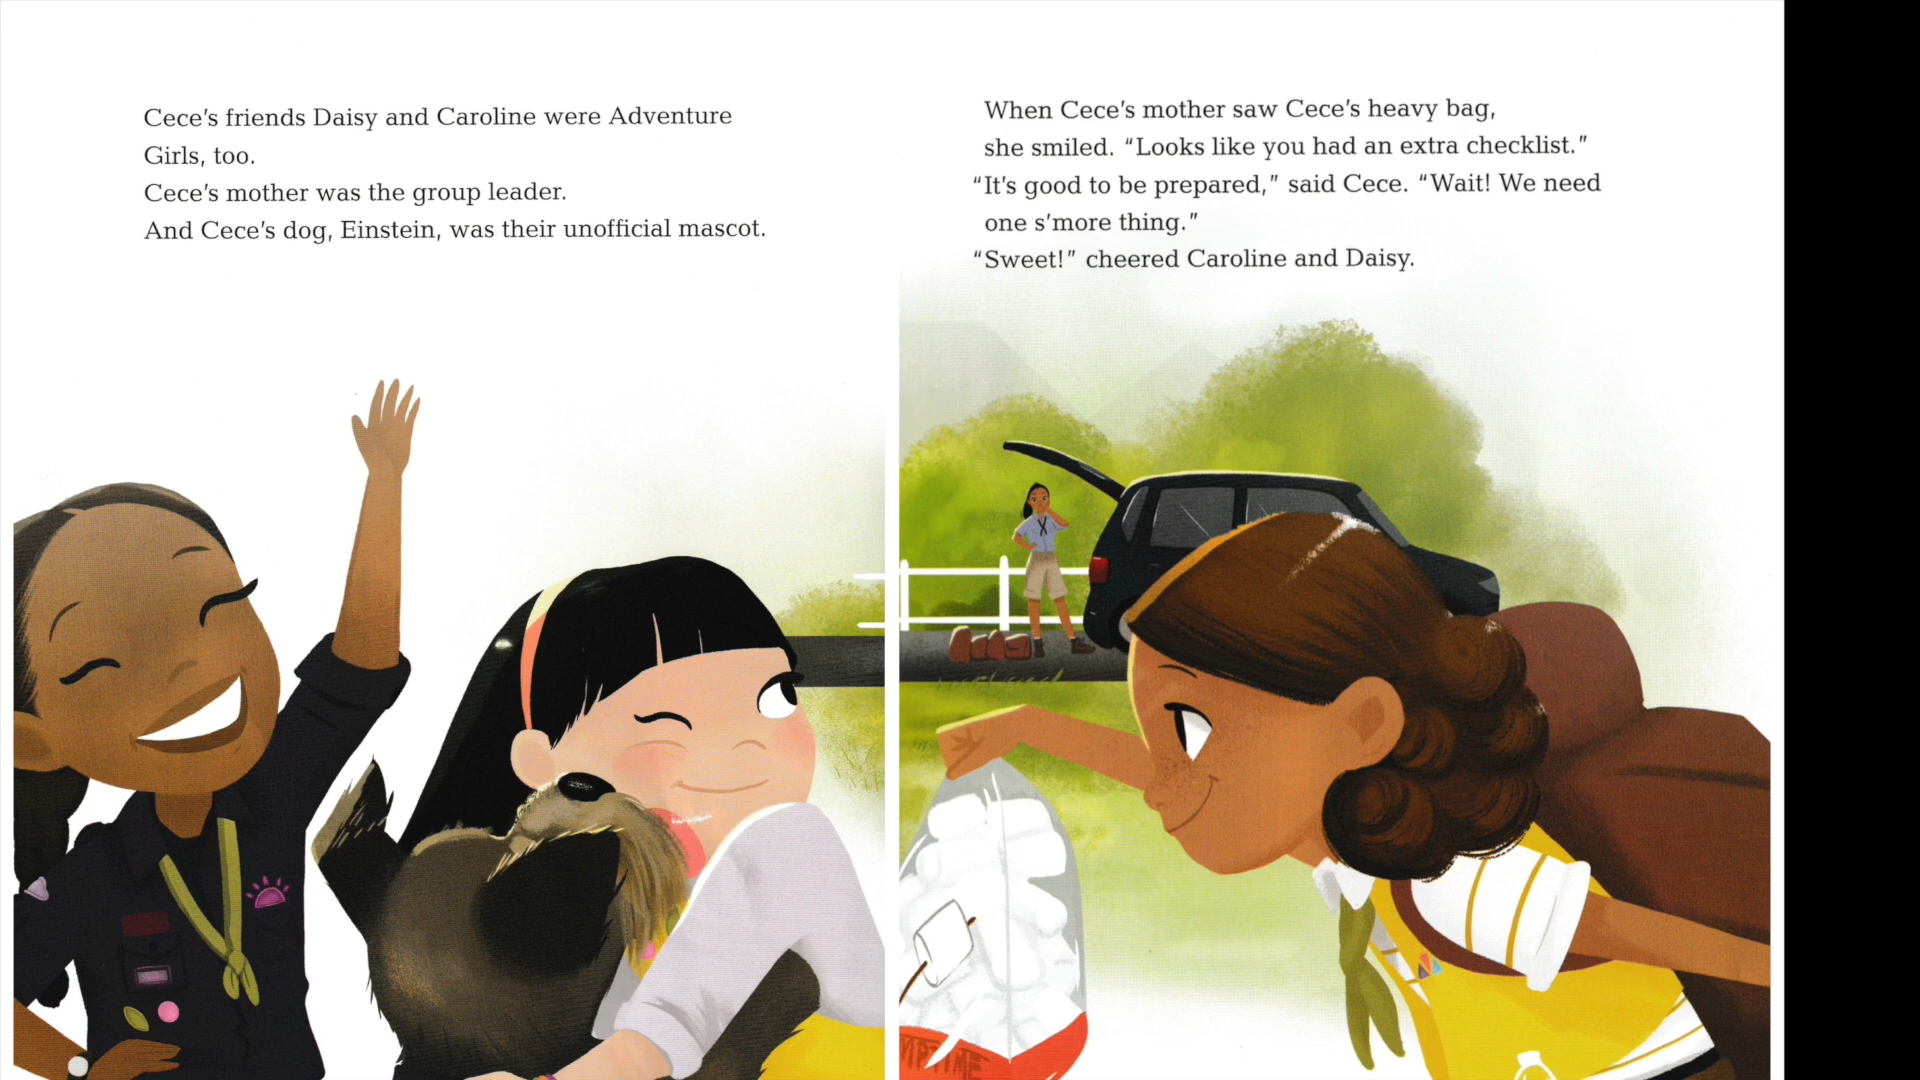 Cece’s friends Daisy and Caroline were Adventure
Girls, too.
Cece’s mother was the group leader.
And Cece’s dog, Einstein, was their unofficial mascot.
When Cece’s mother saw Cece’s heavy bag,
she smiled. “Looks like you had an extra checklist.”
“It’s good to be prepared,” said Cece. “Wait! We need
one s’more thing.”
“Sweet!” cheered Caroline and Daisy.